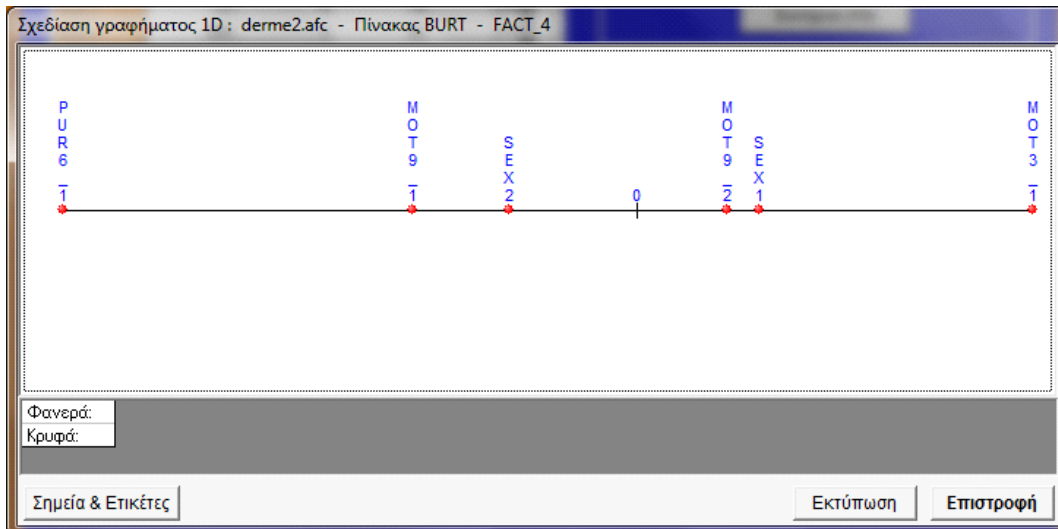 Σχεδίαση γραφήματος 1D : derme2.afc - Πίνακας BURT - FACT_4
PUR6_1
MOT9_1
SEX2
0
MOT9_2
SEX1
MOT3_1
Φανερά:
Κρυφά:
Σημεία & Ετικέτες
Εκτύπωση
Επιστροφή